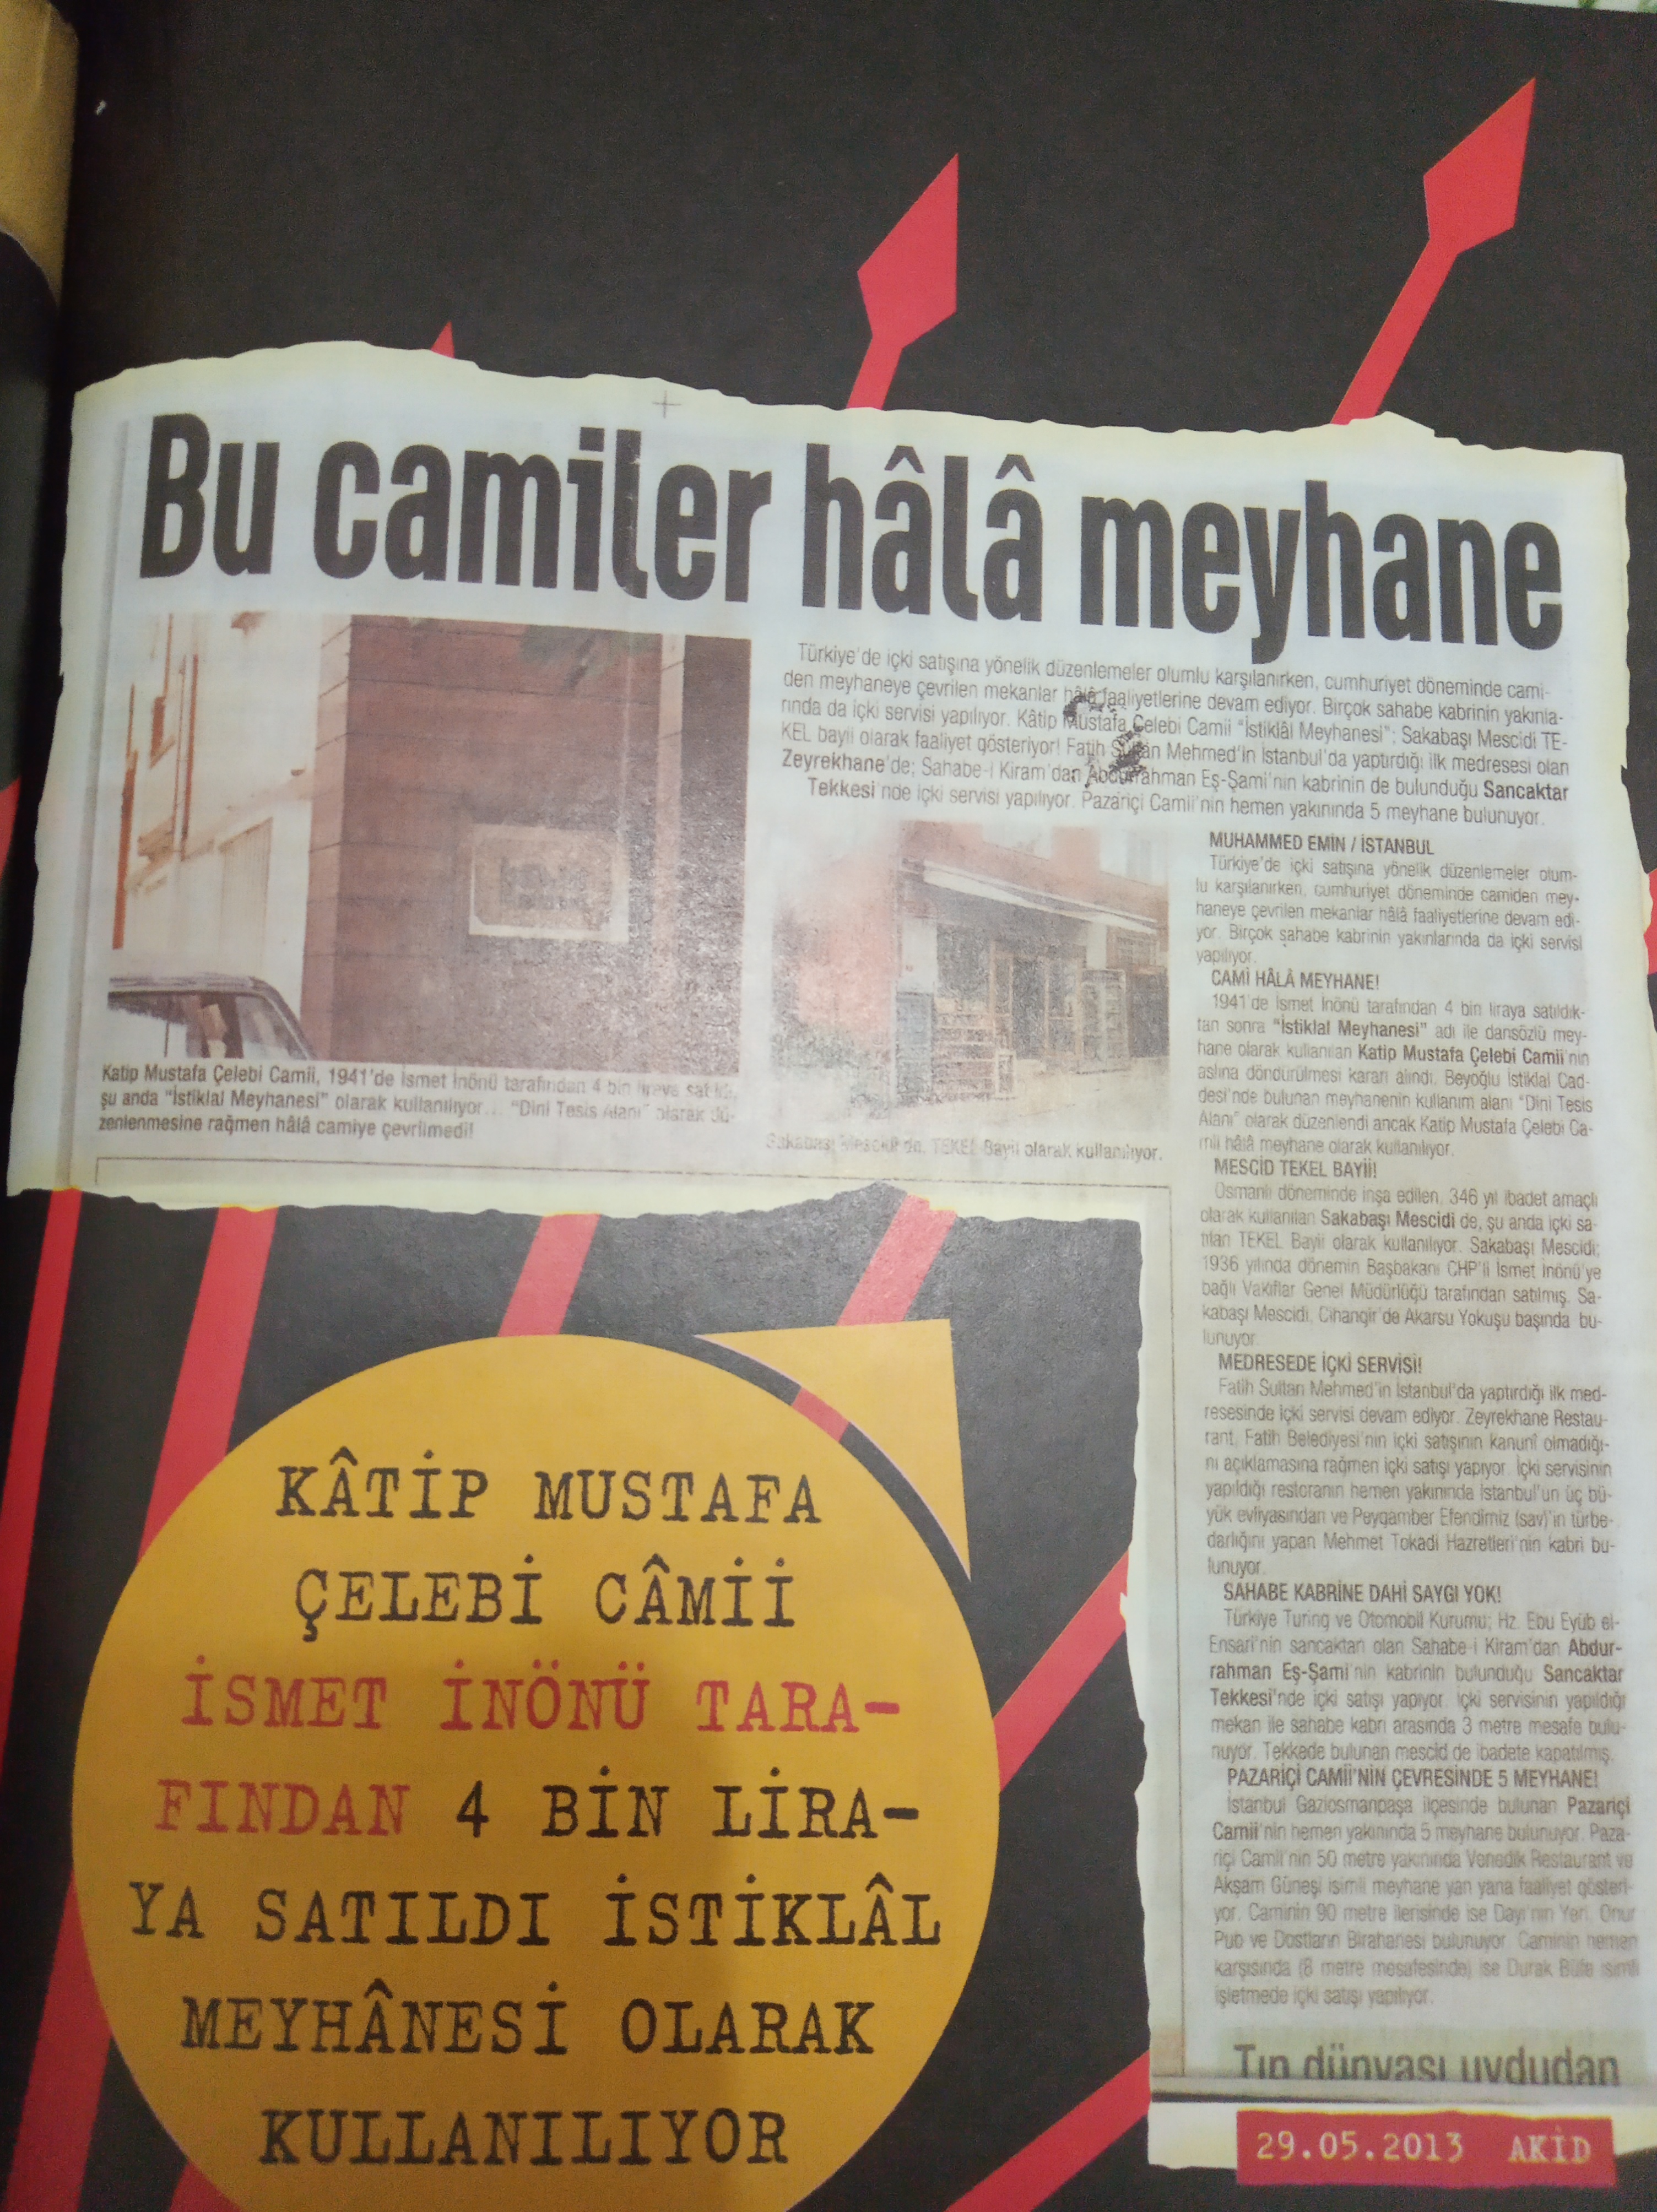 Bu camiler hâlâ meyhane
Türkiye'de içki satışına yönelik düzenlemeler olumlu karşılanırken, cumhuriyet döneminde cami-
den meyhaneye çevrilen mekanlar hâlâ faaliyetlerine devam ediyor. Birçok sahabe kabrinin yakınla-
rında da içki servisi yapılıyor. Kâtip Mustafa Çelebi Camii "İstiklâl Meyhanesi"; Sakabaşı Mescidi TE-
KEL bayii olarak faaliyet gösteriyor! Fatih Sultan Mehmed'in İstanbul'da yaptırdığı ilk medresesi olan
Zeyrekhane'de; Sahabe-i Kiram'dan Abdurrahman Eş-Şami'nin kabrinin de bulunduğu Sancaktar
Tekkesi'nde içki servisi yapılıyor. Pazariçi Camii'nin hemen yakınında 5 meyhane bulunuyor.
Katip Mustafa Çelebi Camii, 1941'de İsmet İnönü tarafından 4 bin liraya satıldı,
şu anda "İstiklal Meyhanesi" olarak kullanılıyor... "Dini Tesis Alanı" olarak dü-
zenlenmesine rağmen hâlâ camiye çevrilmedi!
Sakabaşı Mescidi de, TEKEL Bayii olarak kullanılıyor.
MUHAMMED EMİN / İSTANBUL
Türkiye'de içki satışına yönelik düzenlemeler olum-
lu karşılanırken, cumhuriyet döneminde camiden mey-
haneye çevrilen mekanlar hâlâ faaliyetlerine devam edi-
yor. Birçok sahabe kabrinin yakınlarında da içki servisi
yapılıyor.
CAMİ HÂLÂ MEYHANE!
1941'de İsmet İnönü tarafından 4 bin liraya satıldık-
tan sonra "İstiklal Meyhanesi" adı ile dansözlü mey-
hane olarak kullanılan Katip Mustafa Çelebi Camii'nin
aslına döndürülmesi kararı alındı. Beyoğlu İstiklal Cad-
desi'nde bulunan meyhanenin kullanım alanı "Dini Tesis
Alanı" olarak düzenlendi ancak Katip Mustafa Çelebi Ca-
mii hâlâ meyhane olarak kullanılıyor.
MESCİD TEKEL BAYİİ!
Osmanlı döneminde inşa edilen, 346 yıl ibadet amaçlı
olarak kullanılan Sakabaşı Mescidi de, şu anda içki sa-
tılan TEKEL Bayii olarak kullanılıyor. Sakabaşı Mescidi;
1936 yılında dönemin Başbakanı CHP'li İsmet İnönü'ye
bağlı Vakıflar Genel Müdürlüğü tarafından satılmış. Sa-
kabaşı Mescidi, Cihangir'de Akarsu Yokuşu başında bu-
lunuyor.
MEDRESEDE İÇKİ SERVİSİ!
Fatih Sultan Mehmed'in İstanbul'da yaptırdığı ilk med-
resesinde içki servisi devam ediyor. Zeyrekhane Restau-
rant, Fatih Belediyesi'nin içki satışının kanunî olmadığı-
nı açıklamasına rağmen içki satışı yapıyor. İçki servisinin
yapıldığı restoranın hemen yakınında İstanbul'un üç bü-
yük evliyasından ve Peygamber Efendimiz (sav)'in türbe-
darlığını yapan Mehmet Tokadi Hazretleri'nin kabri bu-
lunuyor.
SAHABE KABRİNE DAHİ SAYGI YOK!
Türkiye Turing ve Otomobil Kurumu; Hz. Ebu Eyüb el-
Ensari'nin sancaktarı olan Sahabe-i Kiram'dan Abdur-
rahman Eş-Şami'nin kabrinin bulunduğu Sancaktar
Tekkesi'nde içki satışı yapıyor. İçki servisinin yapıldığı
mekan ile sahabe kabri arasında 3 metre mesafe bulu-
nuyor. Tekkede bulunan mescid de ibadete kapatılmış.
PAZARİÇİ CAMİİ'NİN ÇEVRESİNDE 5 MEYHANE!
İstanbul Gaziosmanpaşa ilçesinde bulunan Pazariçi
Camii'nin hemen yakınında 5 meyhane bulunuyor. Paza-
riçi Camii'nin 50 metre yakınında Venedik Restaurant ve
Akşam Güneşi isimli meyhane yan yana faaliyet gösteri-
yor. Caminin 90 metre ilerisinde ise Dayı'nın Yeri, Onur
Pub ve Dostların Birahanesi bulunuyor. Caminin hemen
karşısında (8 metre mesafesinde) ise Durak Büfe isimli
işletmede içki satışı yapılıyor.
Tıp dünyası uydudan
KÂTİP MUSTAFA
ÇELEBİ CÂMİİ
İSMET İNÖNÜ TARA-
FINDAN 4 BİN LİRA-
YA SATILDI İSTİKLÂL
MEYHÂNESİ OLARAK
KULLANILIYOR
29.05.2013 AKİD